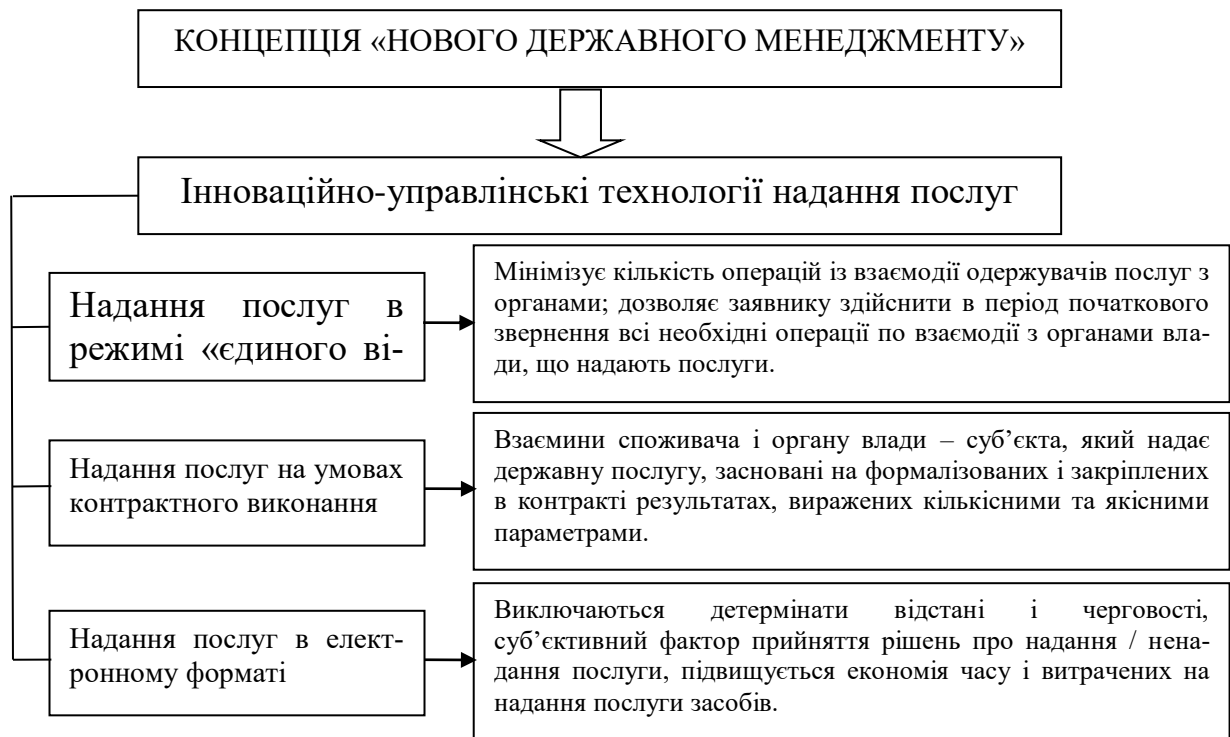 КОНЦЕПЦІЯ «НОВОГО ДЕРЖАВНОГО МЕНЕДЖМЕНТУ»
Інноваційно-управлінські технології надання послуг
Надання послуг в
режимі «єдиного ві-
Мінімізує кількість операцій із взаємодії одержувачів послуг з
органами; дозволяє заявнику здійснити в період початкового
звернення всі необхідні операції по взаємодії з органами вла-
ди, що надають послуги.
Надання послуг на умовах
контрактного виконання
Взаємини споживача і органу влади – суб’єкта, який надає
державну послугу, засновані на формалізованих і закріплених
в контракті результатах, виражених кількісними та якісними
параметрами.
Надання послуг в елект-
ронному форматі
Виключаються детермінати відстані і черговості,
суб’єктивний фактор прийняття рішень про надання / нена-
дання послуги, підвищується економія часу і витрачених на
надання послуги засобів.